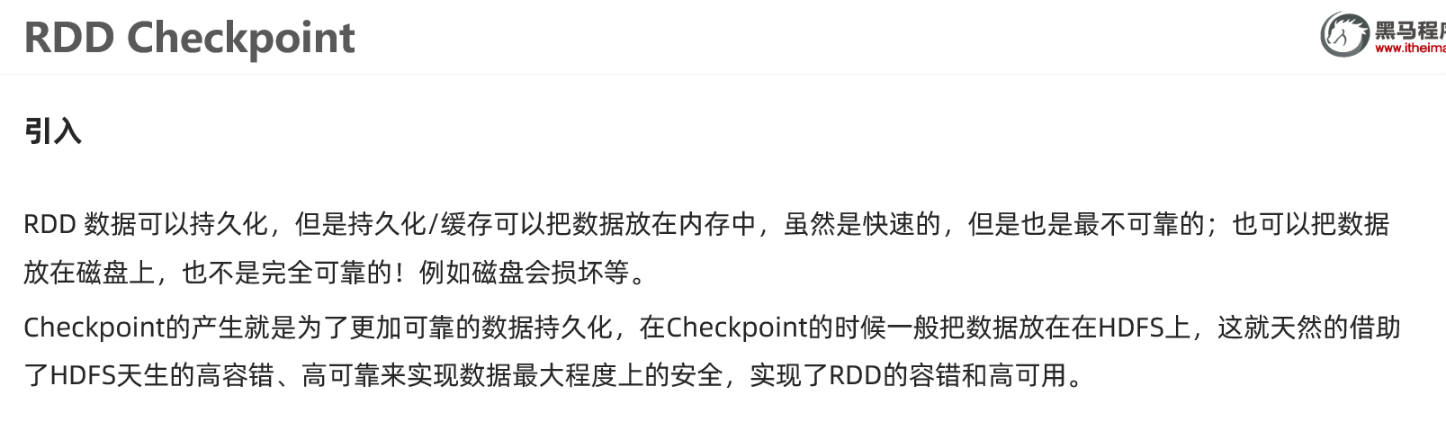 RDD Checkpoint
黑马程序
www.itheima
引入
RDD 数据可以持久化，但是持久化/缓存可以把数据放在内存中，虽然是快速的，但是也是最不可靠的；也可以把数据
放在磁盘上，也不是完全可靠的！例如磁盘会损坏等。
Checkpoint的产生就是为了更加可靠的数据持久化，在Checkpoint的时候一般把数据放在在HDFS上，这就天然的借助
了HDFS天生的高容错、高可靠来实现数据最大程度上的安全，实现了RDD的容错和高可用。